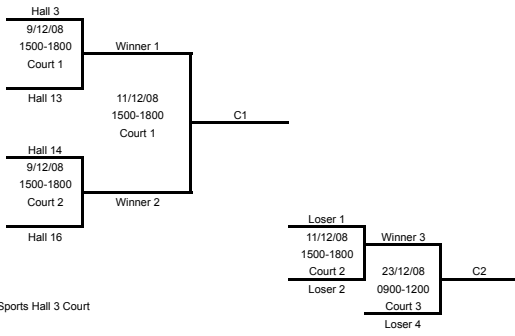 Hall 3
9/12/08
1500-1800
Court 1
Winner 1
Hall 13
11/12/08
1500-1800
Court 1
C1
Hall 14
9/12/08
1500-1800
Court 2
Winner 2
Hall 16
Loser 1
11/12/08
1500-1800
Court 2
Winner 3
Loser 2
23/12/08
0900-1200
Court 3
C2
Loser 4
Sports Hall 3 Court